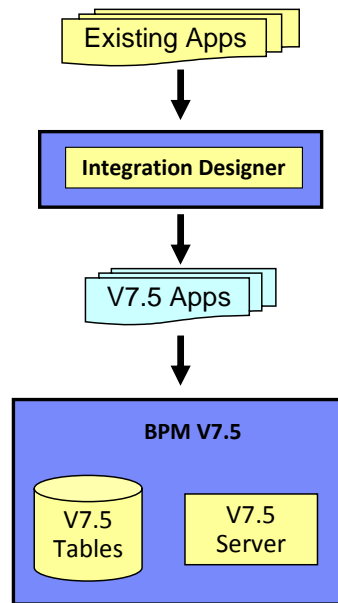 Existing Apps
Integration Designer
V7.5 Apps
BPM V7.5
V7.5
Tables
V7.5
Server